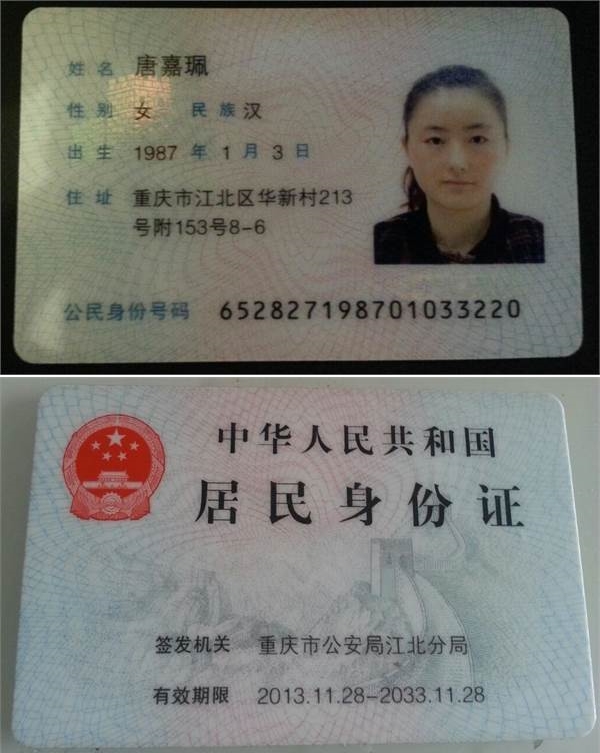 姓名 唐嘉珮
性别 女 民族 汉
出生 1987 年 1 月 3 日
住址 重庆市江北区华新村213
号附153号8-6
公民身份号码 652827198701033220
中华人民共和国
居民身份证
签发机关 重庆市公安局江北分局
有效期限 2013.11.28-2033.11.28